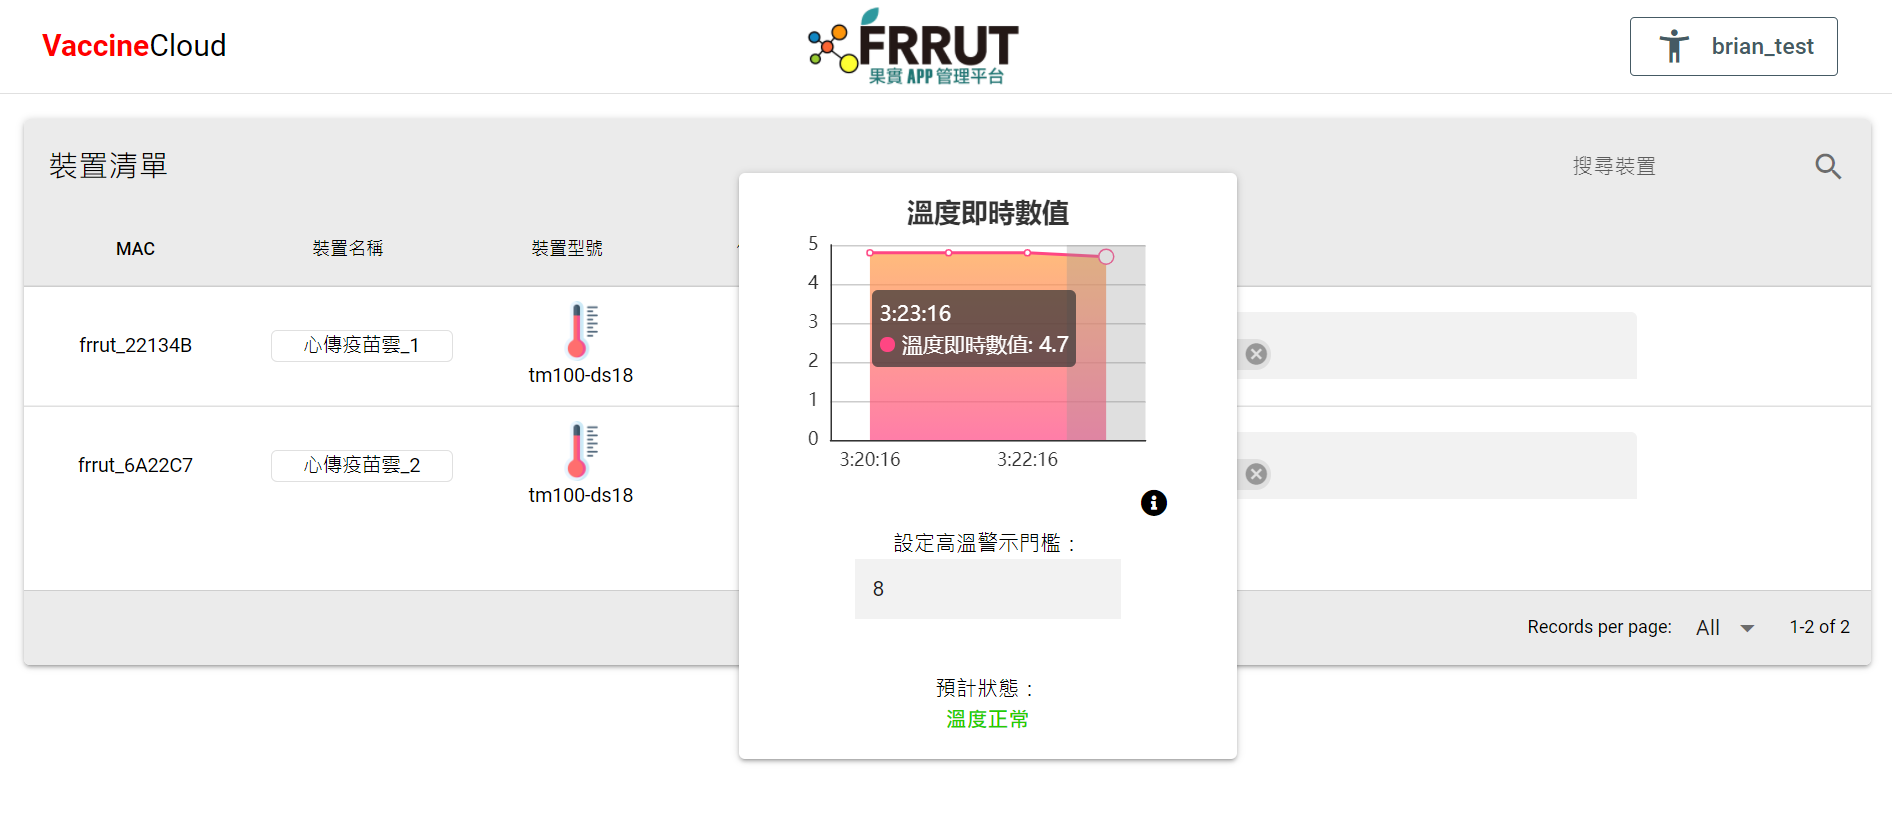 VaccineCloud
FRRUT
果實 APP 管理平台
brian_test
裝置清單
搜尋裝置
MAC
裝置名稱
裝置型號
frrut_22134B
心傳疫苗雲_1
tm100-ds18
frrut_6A22C7
心傳疫苗雲_2
tm100-ds18
溫度即時數值
5
4
3
2
1
0
3:23:16
溫度即時數值: 4.7
3:20:16
3:22:16
設定高溫警示門檻：
8
預計狀態：
溫度正常
Records per page:
All
1-2 of 2